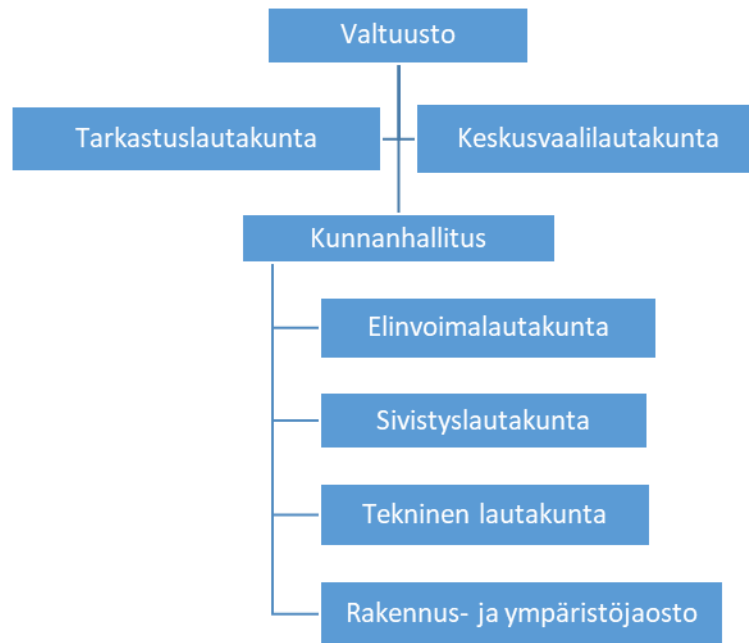 Valtuusto
Tarkastuslautakunta
Keskusvaalilautakunta
Kunnanhallitus
Elinvoimalautakunta
Sivistyslautakunta
Tekninen lautakunta
Rakennus- ja ympäristöjaosto